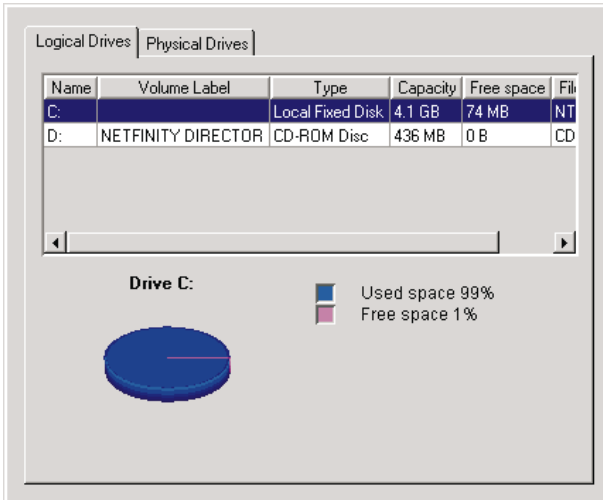 Logical Drives Physical Drives
Name Volume Label Type Capacity Free space Fil
C: Local Fixed Disk 4.1 GB 74 MB NT
D: NETFINITY DIRECTOR CD-ROM Disc 436 MB 0 B CD
Drive C:
Used space 99%
Free space 1%